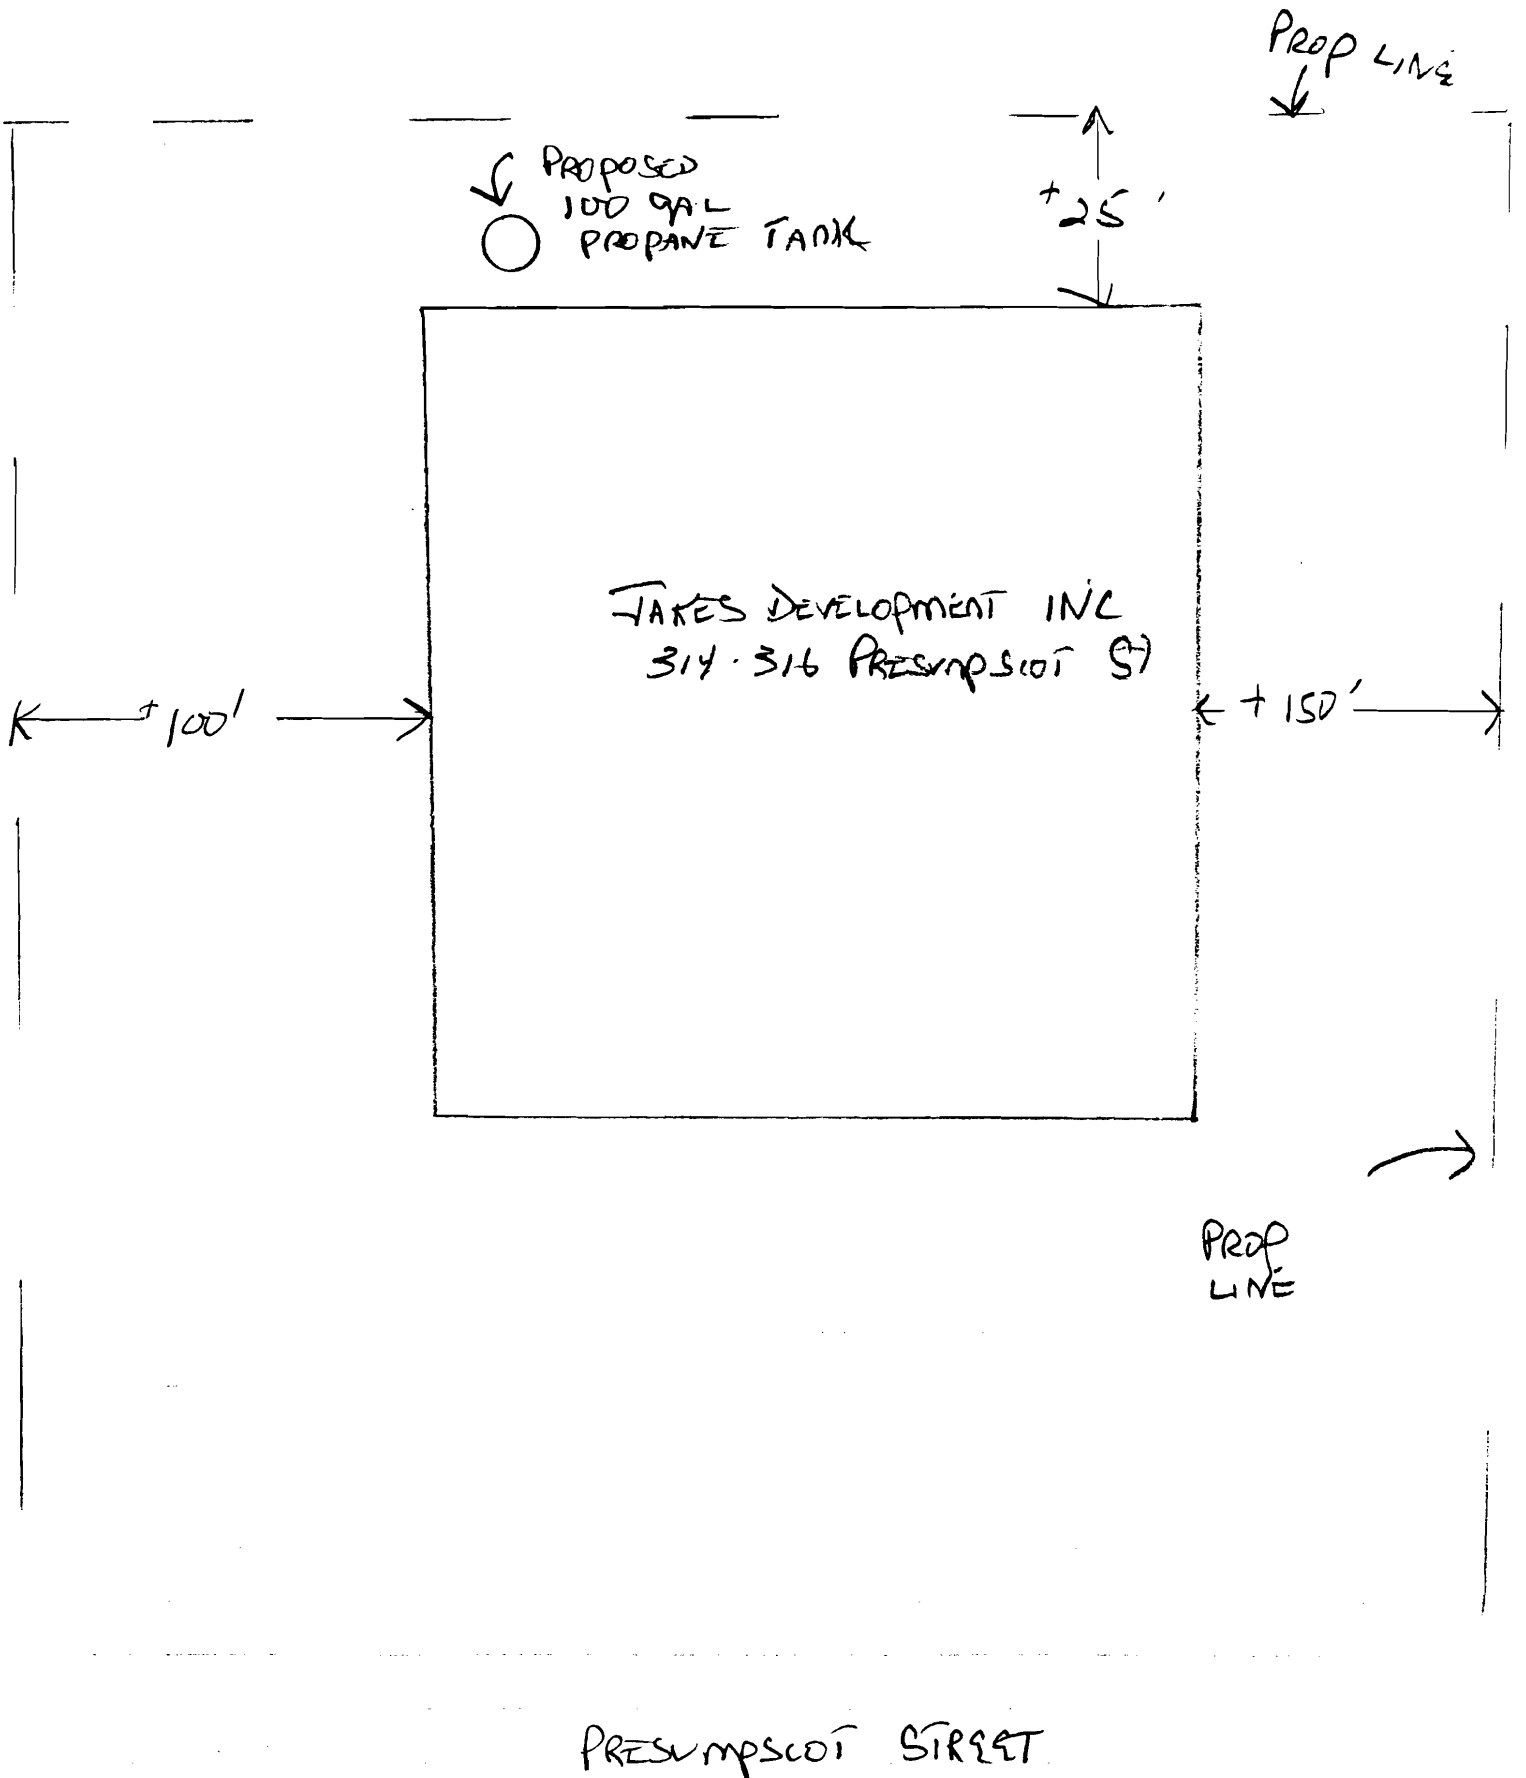 PROP LINE
PROPOSED
100 GAL
PROPANE TANK
+25'
JAKES DEVELOPMENT INC
314-316 PRESUMPSCOT ST
+100'
+150'
PROP
LINE
PRESUMPSCOT STREET